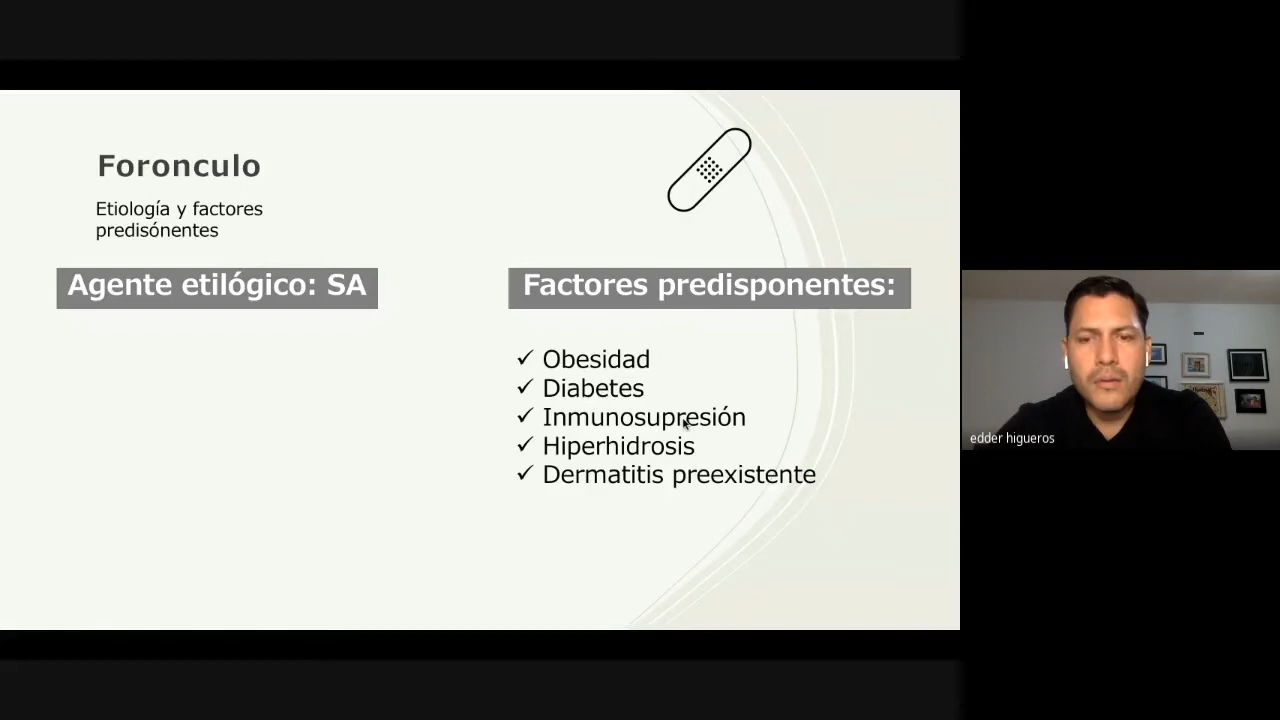 Foronculo
Etiología y factores
predisónentes
Agente etilógico: SA
Factores predisponentes:
✓ Obesidad
✓ Diabetes
✓ Inmunosupresión
✓ Hiperhidrosis
✓ Dermatitis preexistente
edder higueros